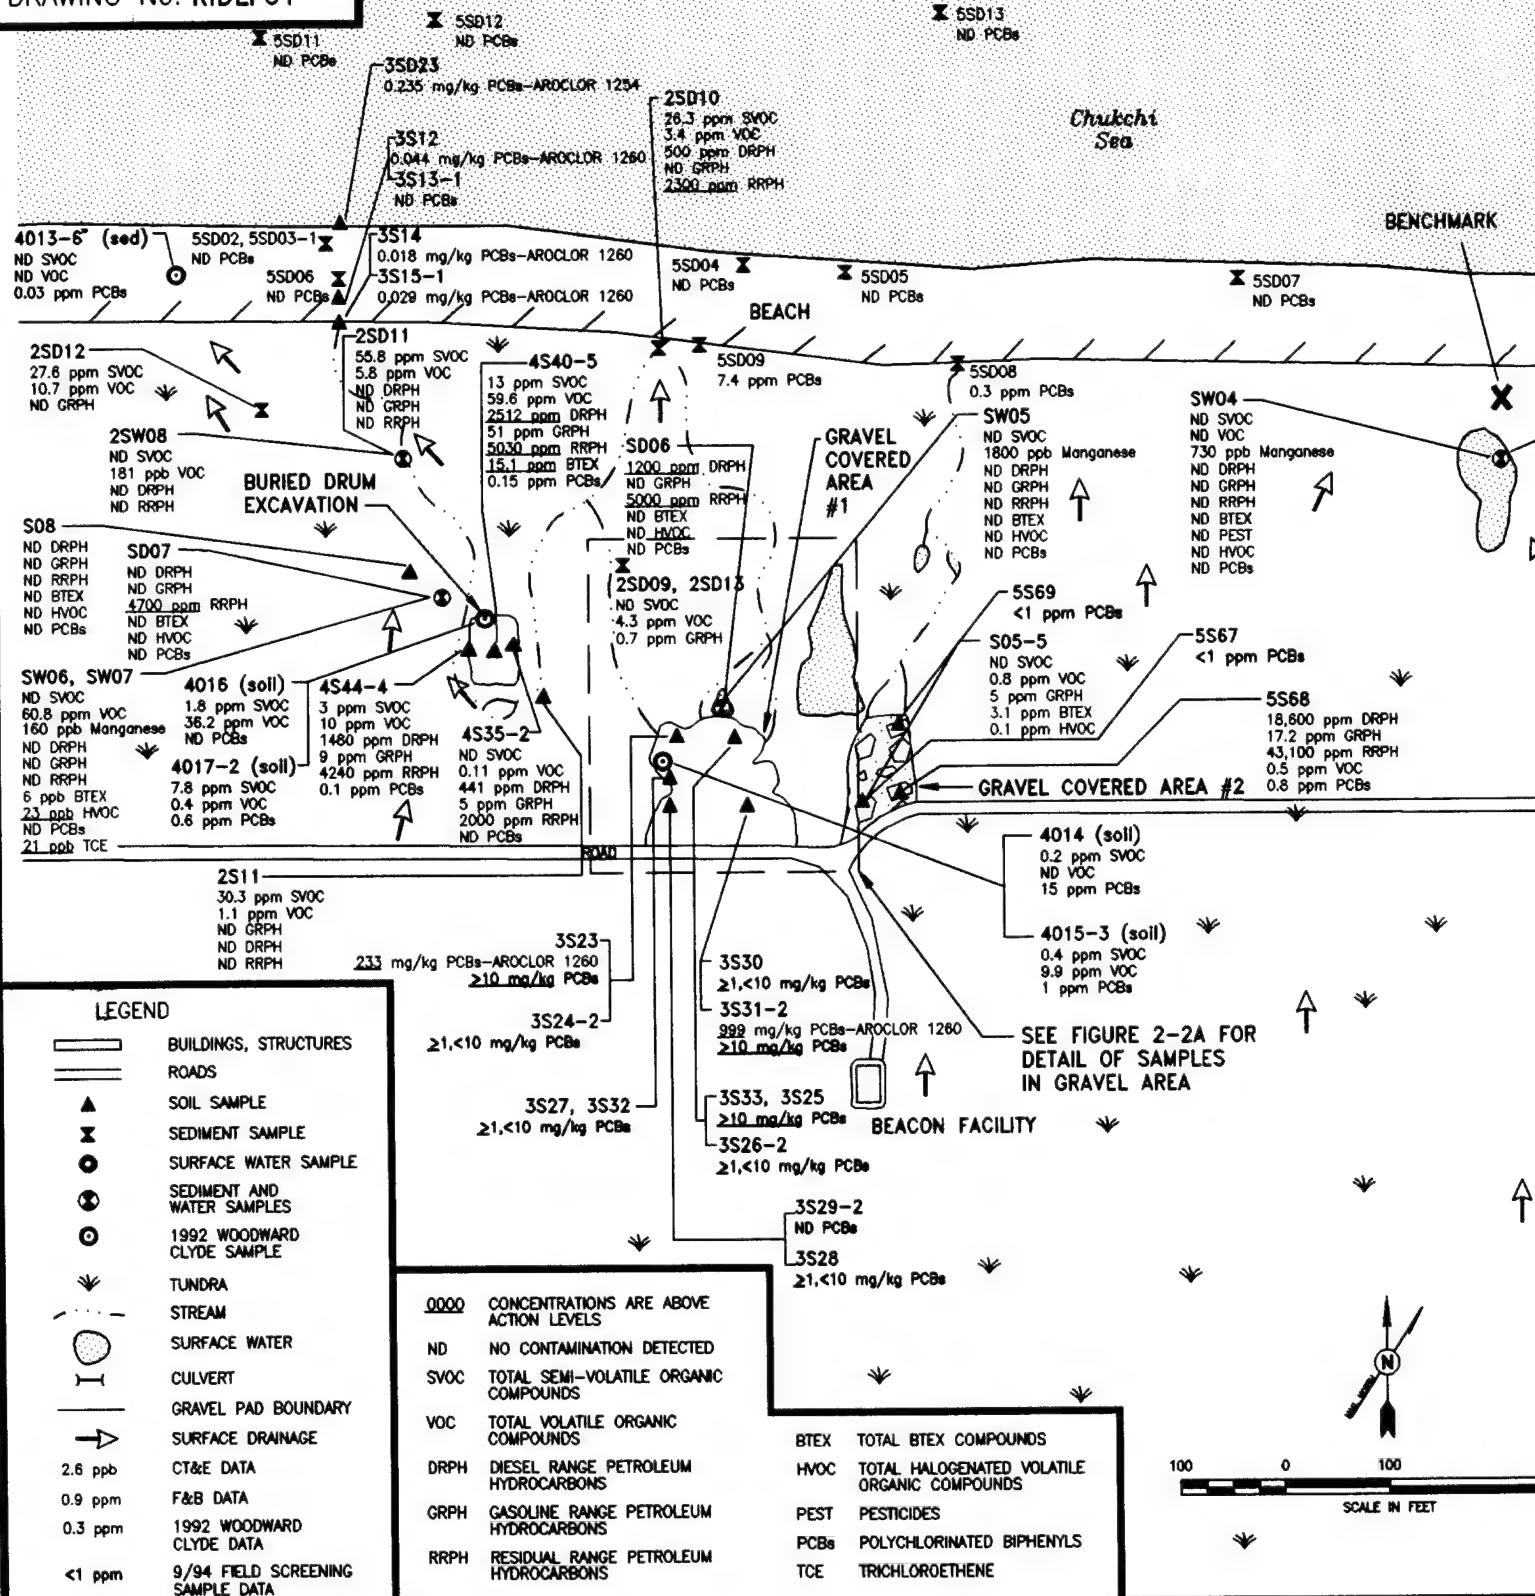 DRAWING No. RIDLP01
5SD11
ND PCBs
5SD12
ND PCBs
5SD13
ND PCBs
3SD23
0.235 mg/kg PCBs-AROCLOR 1254
2SD10
26.3 ppm SVOC
3.4 ppm VOC
500 ppm DRPH
ND GRPH
2300 ppm RRPH
Chukchi
Sea
3S12
0.044 mg/kg PCBs-AROCLOR 1260
3S13-1
ND PCBs
BENCHMARK
4013-6" (sed)
ND SVOC
ND VOC
0.03 ppm PCBs
5SD02, 5SD03-1
ND PCBs
5SD06
ND PCBs
3S14
0.018 mg/kg PCBs-AROCLOR 1260
3S15-1
0.029 mg/kg PCBs-AROCLOR 1260
5SD04
ND PCBs
5SD05
ND PCBs
5SD07
ND PCBs
BEACH
2SD12
27.6 ppm SVOC
10.7 ppm VOC
ND GRPH
2SD11
55.8 ppm SVOC
5.8 ppm VOC
ND DRPH
ND GRPH
ND RRPH
4S40-5
13 ppm SVOC
59.6 ppm VOC
2512 ppm DRPH
51 ppm GRPH
5030 ppm RRPH
15.1 ppm BTEX
0.15 ppm PCBs
5SD09
7.4 ppm PCBs
5SD08
0.3 ppm PCBs
2SW08
ND SVOC
181 ppb VOC
ND DRPH
ND RRPH
BURIED DRUM
EXCAVATION
SD06
1200 ppm DRPH
ND GRPH
5000 ppm RRPH
ND BTEX
ND HVOC
ND PCBs
GRAVEL
COVERED
AREA
#1
SW05
ND SVOC
1800 ppb Manganese
ND DRPH
ND GRPH
ND RRPH
ND BTEX
ND HVOC
ND PCBs
SW04
ND SVOC
ND VOC
730 ppb Manganese
ND DRPH
ND GRPH
ND RRPH
ND BTEX
ND PEST
ND HVOC
ND PCBs
S08
ND DRPH
ND GRPH
ND RRPH
ND BTEX
ND HVOC
ND PCBs
SD07
ND DRPH
ND GRPH
4700 ppm RRPH
ND BTEX
ND HVOC
ND PCBs
2SD09, 2SD13
ND SVOC
4.3 ppm VOC
0.7 ppm GRPH
5S69
<1 ppm PCBs
S05-5
ND SVOC
0.8 ppm VOC
5 ppm GRPH
3.1 ppm BTEX
0.1 ppm HVOC
5S67
<1 ppm PCBs
5S68
18,600 ppm DRPH
17.2 ppm GRPH
43,100 ppm RRPH
0.5 ppm VOC
0.8 ppm PCBs
SW06, SW07
ND SVOC
60.8 ppm VOC
160 ppb Manganese
ND DRPH
ND GRPH
ND RRPH
6 ppb BTEX
23 ppb HVOC
ND PCBs
21 ppb TCE
4016 (soil)
1.8 ppm SVOC
36.2 ppm VOC
ND PCBs
4017-2 (soil)
7.8 ppm SVOC
0.4 ppm VOC
0.6 ppm PCBs
4S44-4
3 ppm SVOC
10 ppm VOC
1480 ppm DRPH
9 ppm GRPH
4240 ppm RRPH
0.1 ppm PCBs
4S35-2
ND SVOC
0.11 ppm VOC
441 ppm DRPH
5 ppm GRPH
2000 ppm RRPH
ND PCBs
GRAVEL COVERED AREA #2
ROAD
4014 (soil)
0.2 ppm SVOC
ND VOC
15 ppm PCBs
4015-3 (soil)
0.4 ppm SVOC
9.9 ppm VOC
1 ppm PCBs
2S11
30.3 ppm SVOC
1.1 ppm VOC
ND GRPH
ND DRPH
ND RRPH
3S23
233 mg/kg PCBs-AROCLOR 1260
≥10 mg/kg PCBs
3S24-2
≥1,<10 mg/kg PCBs
3S30
≥1,<10 mg/kg PCBs
3S31-2
999 mg/kg PCBs-AROCLOR 1260
≥10 mg/kg PCBs
SEE FIGURE 2-2A FOR
DETAIL OF SAMPLES
IN GRAVEL AREA
3S27, 3S32
≥1,<10 mg/kg PCBs
3S33, 3S25
≥10 mg/kg PCBs
3S26-2
≥1,<10 mg/kg PCBs
BEACON FACILITY
3S29-2
ND PCBs
3S28
≥1,<10 mg/kg PCBs
LEGEND
BUILDINGS, STRUCTURES
ROADS
SOIL SAMPLE
SEDIMENT SAMPLE
SURFACE WATER SAMPLE
SEDIMENT AND
WATER SAMPLES
1992 WOODWARD
CLYDE SAMPLE
TUNDRA
STREAM
SURFACE WATER
CULVERT
GRAVEL PAD BOUNDARY
SURFACE DRAINAGE
2.6 ppb CT&E DATA
0.9 ppm F&B DATA
0.3 ppm 1992 WOODWARD
CLYDE DATA
<1 ppm 9/94 FIELD SCREENING
SAMPLE DATA
0000 CONCENTRATIONS ARE ABOVE
ACTION LEVELS
ND NO CONTAMINATION DETECTED
SVOC TOTAL SEMI-VOLATILE ORGANIC
COMPOUNDS
VOC TOTAL VOLATILE ORGANIC
COMPOUNDS
DRPH DIESEL RANGE PETROLEUM
HYDROCARBONS
GRPH GASOLINE RANGE PETROLEUM
HYDROCARBONS
RRPH RESIDUAL RANGE PETROLEUM
HYDROCARBONS
BTEX TOTAL BTEX COMPOUNDS
HVOC TOTAL HALOGENATED VOLATILE
ORGANIC COMPOUNDS
PEST PESTICIDES
PCBs POLYCHLORINATED BIPHENYLS
TCE TRICHLOROETHENE
N
100 0 100
SCALE IN FEET